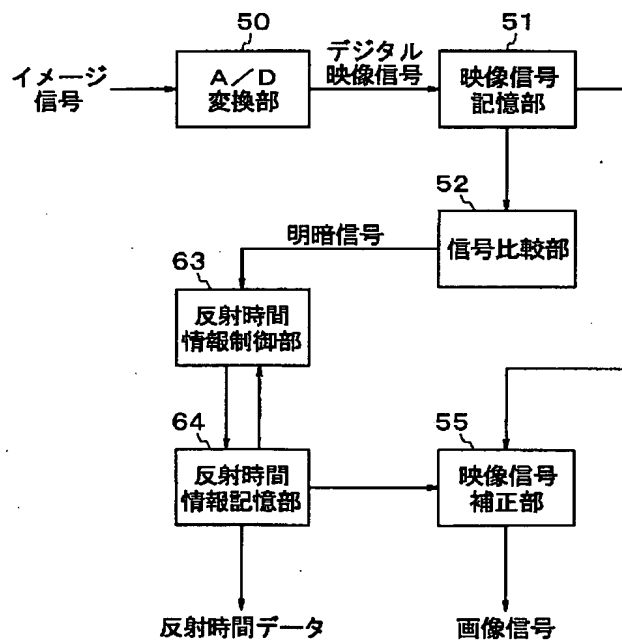 50
イメージ
信号
A/D
変換部
デジタル
映像信号
51
映像信号
記憶部
52
信号比較部
明暗信号
63
反射時間
情報制御部
64
反射時間
情報記憶部
55
映像信号
補正部
反射時間データ
画像信号